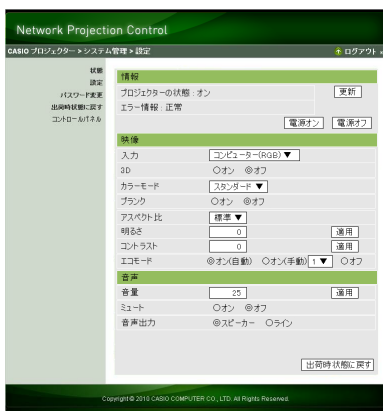 Network Projection Control
CASIO プロジェクター > システム管理 > 設定
ログアウト »
状態
設定
パスワード変更
出荷時状態に戻す
コントロールパネル
情報
プロジェクターの状態 : オン 更新
エラー情報 : 正常
電源オン 電源オフ
映像
入力 コンピューター(RGB) ▼
3D ○オン ◎オフ
カラーモード スタンダード ▼
ブランク ○オン ◎オフ
アスペクト比 標準 ▼
明るさ 0 適用
コントラスト 0 適用
エコモード ◎オン(自動) ○オン(手動) 1 ▼ ○オフ
音声
音量 25 適用
ミュート ○オン ◎オフ
音声出力 ◎スピーカー ○ライン
出荷時状態に戻す
Copyright © 2010 CASIO COMPUTER CO., LTD. All Rights Reserved.